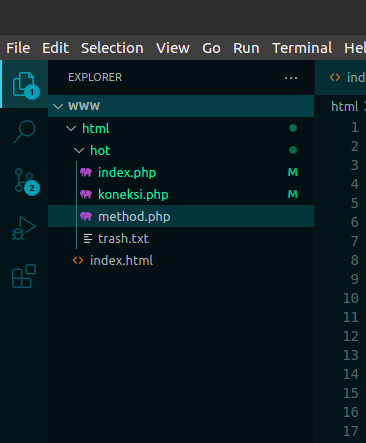 File Edit Selection View Go Run Terminal Hel
EXPLORER ... ind
WWW html
html
hot
index.php M
koneksi.php M
method.php
trash.txt
index.html
1
2
1
2
3
4
5
6
7
8
9
10
11
12
13
14
15
16
17